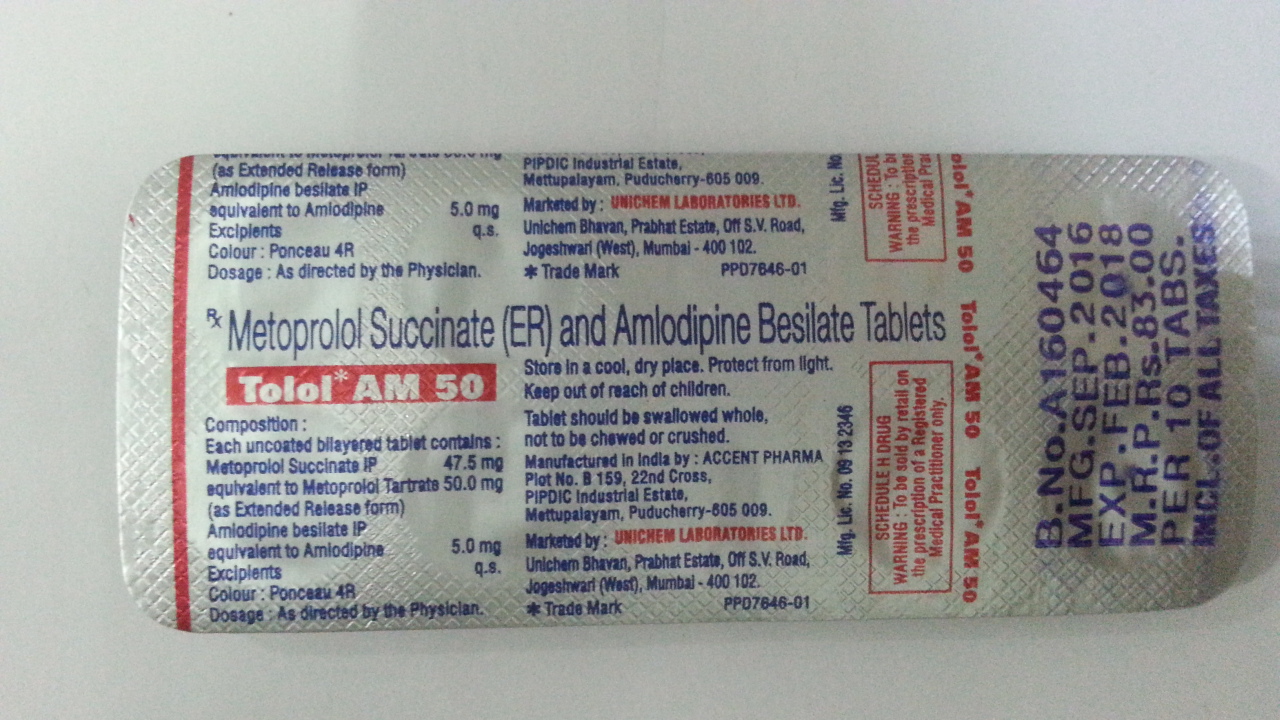 (as Extended Release form)
Amlodipine besilate IP
equivalent to Amlodipine 5.0 mg
Excipients q.s.
Colour : Ponceau 4R
Dosage : As directed by the Physician.
PIPDIC Industrial Estate,
Mettupalayam, Puducherry-605 009.
Marketed by : UNICHEM LABORATORIES LTD.
Unichem Bhavan, Prabhat Estate, Off S.V. Road,
Jogeshwari (West), Mumbai - 400 102.
* Trade Mark PPD7646-01
Mfg. Lic. No
SCHEDUL
WARNING : To be
the prescription
Medical Prac
Tolol* AM 50
Rx Metoprolol Succinate (ER) and Amlodipine Besilate Tablets
Tolol* AM 50
Composition :
Each uncoated bilayered tablet contains :
Metoprolol Succinate IP 47.5 mg
equivalent to Metoprolol Tartrate 50.0 mg
(as Extended Release form)
Amlodipine besilate IP
equivalent to Amlodipine 5.0 mg
Excipients q.s.
Colour : Ponceau 4R
Dosage : As directed by the Physician.
Store in a cool, dry place. Protect from light.
Keep out of reach of children.
Tablet should be swallowed whole,
not to be chewed or crushed.
Manufactured in India by : ACCENT PHARMA
Plot No. B 159, 22nd Cross,
PIPDIC Industrial Estate,
Mettupalayam, Puducherry-605 009.
Marketed by : UNICHEM LABORATORIES LTD.
Unichem Bhavan, Prabhat Estate, Off S.V. Road,
Jogeshwari (West), Mumbai - 400 102.
* Trade Mark PPD7646-01
Mfg. Lic. No. 09 13 2346
SCHEDULE H DRUG
WARNING : To be sold by retail on
the prescription of a Registered
Medical Practitioner only.
Tolol* AM 50 Tolol* AM 50
B.No.A1604464
MFG.SEP.2016
EXP.FEB.2018
M.R.P.Rs.83.00
PER 10 TABS.
INCL.OF ALL TAXES